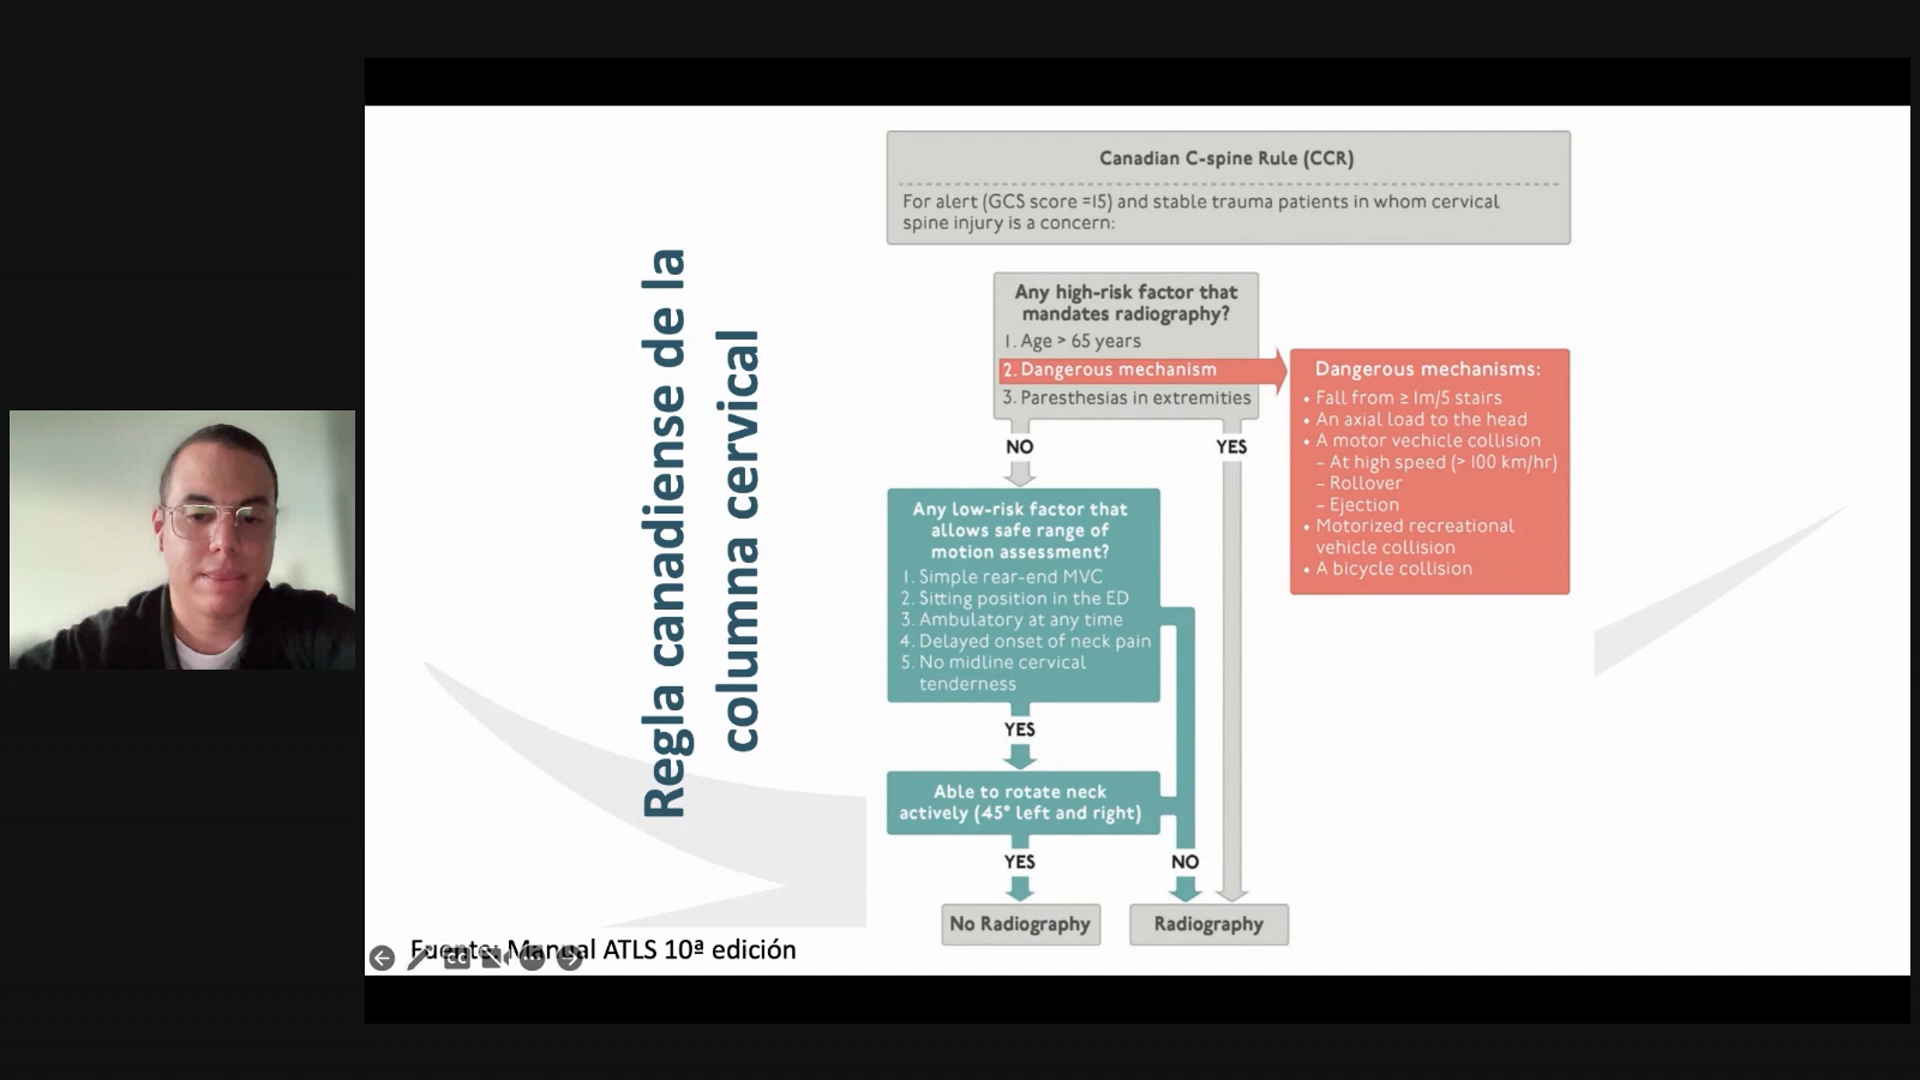 Regla canadiense de la
columna cervical
Canadian C-spine Rule (CCR)
For alert (GCS score =15) and stable trauma patients in whom cervical
spine injury is a concern:
Any high-risk factor that
mandates radiography?
1. Age > 65 years
2. Dangerous mechanism
3. Paresthesias in extremities
Dangerous mechanisms:
• Fall from ≥ 1m/5 stairs
• An axial load to the head
• A motor vechicle collision
– At high speed (> 100 km/hr)
– Rollover
– Ejection
• Motorized recreational
vehicle collision
• A bicycle collision
NO
YES
Any low-risk factor that
allows safe range of
motion assessment?
1. Simple rear-end MVC
2. Sitting position in the ED
3. Ambulatory at any time
4. Delayed onset of neck pain
5. No midline cervical
tenderness
YES
Able to rotate neck
actively (45° left and right)
YES
NO
No Radiography
Radiography
Fuente: Manual ATLS 10ª edición
CC